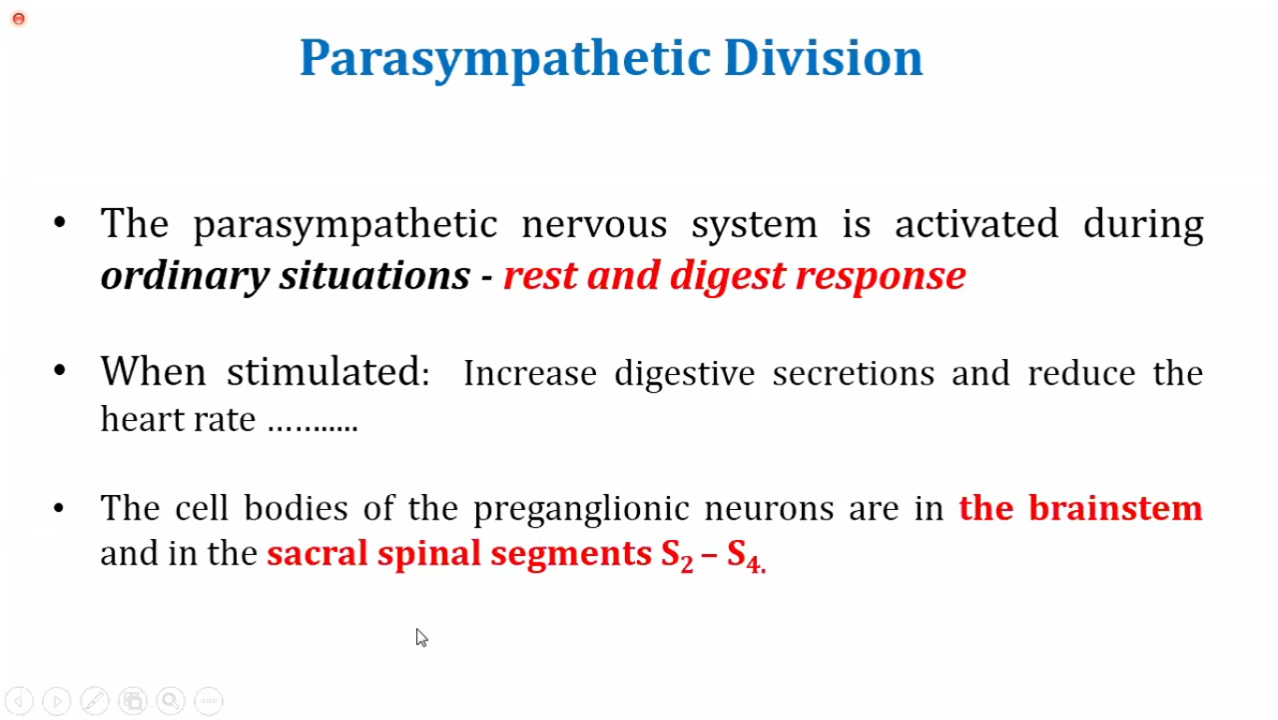 Parasympathetic Division
• The parasympathetic nervous system is activated during
ordinary situations - rest and digest response
• When stimulated: Increase digestive secretions and reduce the
heart rate ...........
• The cell bodies of the preganglionic neurons are in the brainstem
and in the sacral spinal segments S₂ – S₄.